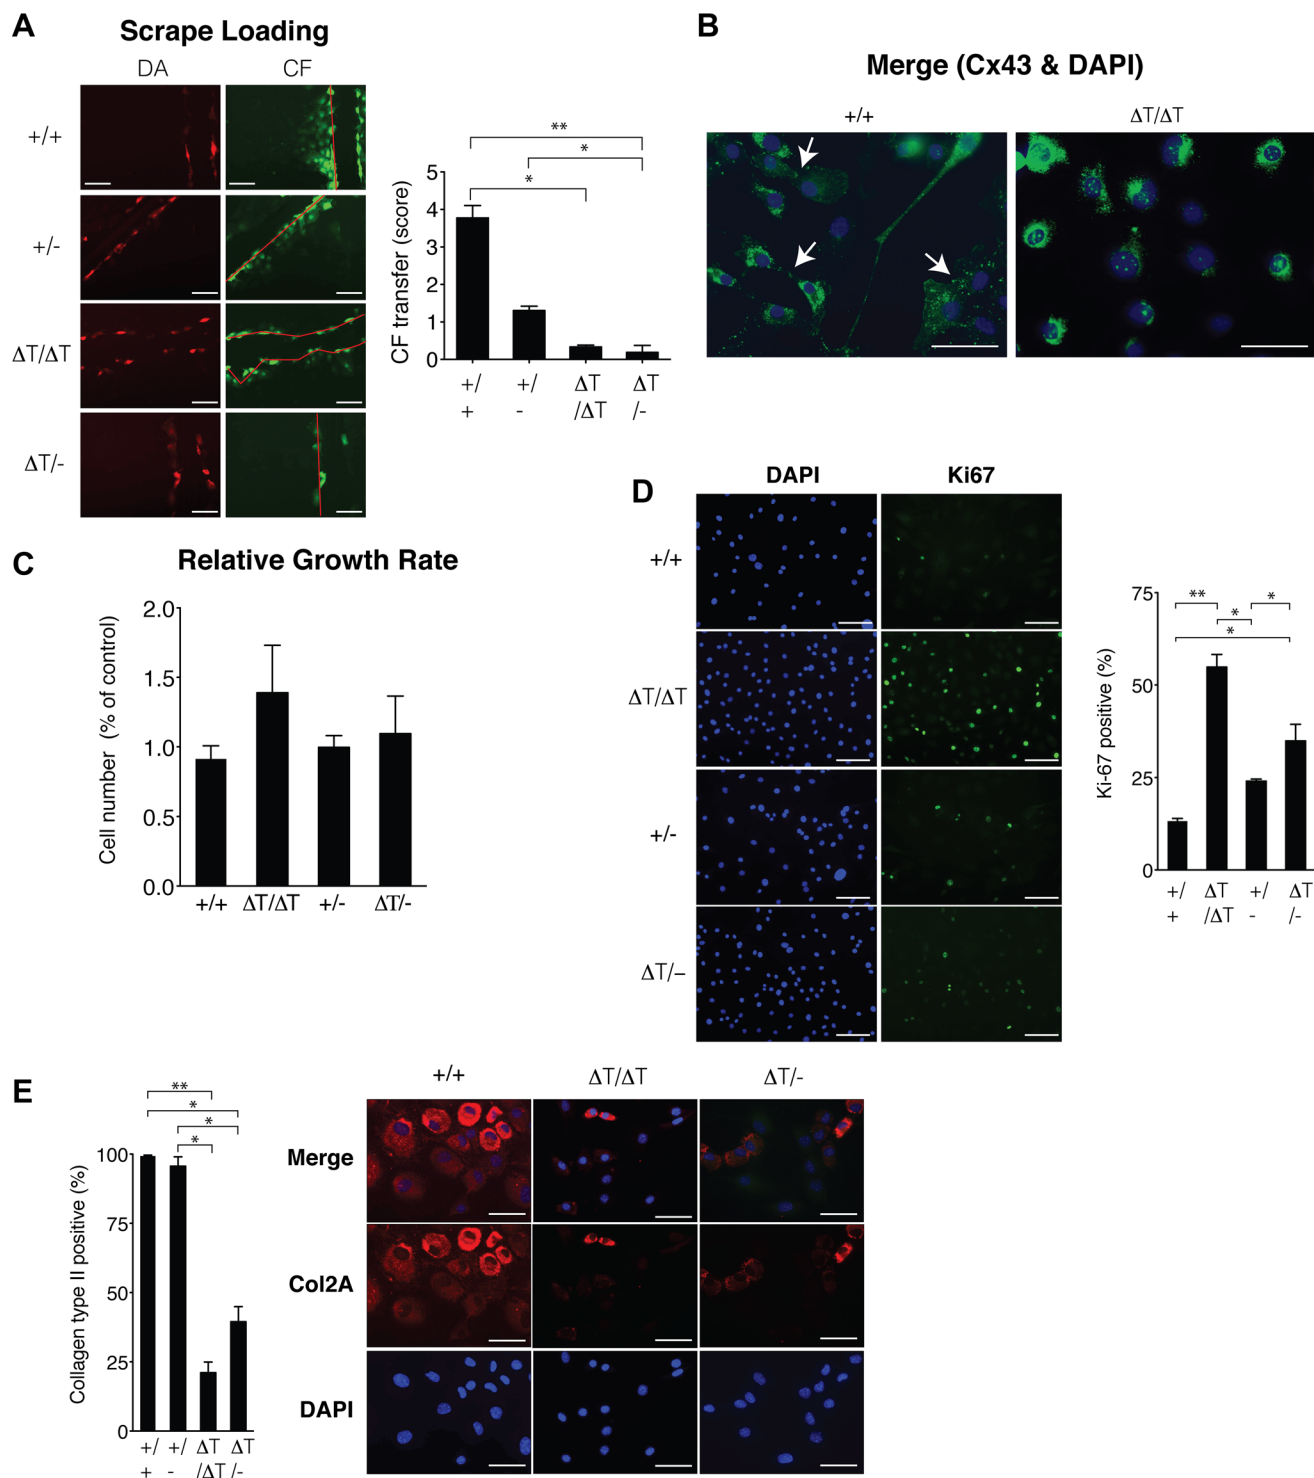 A
Scrape Loading
DA CF
+/+
+/-
ΔT/ΔT
ΔT/-
**
*
*
CF transfer (score)
5
4
3
2
1
0
+/ +/ ΔT ΔT
+ - /ΔT /-
B
Merge (Cx43 & DAPI)
+/+ ΔT/ΔT
C
Relative Growth Rate
Cell number (% of control)
2.0
1.5
1.0
0.5
0.0
+/+ ΔT/ΔT +/- ΔT/-
D
DAPI Ki67
+/+
ΔT/ΔT
+/-
ΔT/–
Ki-67 positive (%)
75
50
25
0
** *
*
*
+/ ΔT +/ ΔT
+ /ΔT - /-
E
**
*
*
*
Collagen type II positive (%)
100
75
50
25
0
+/ +/ ΔT ΔT
+ - /ΔT /-
+/+ ΔT/ΔT ΔT/-
Merge
Col2A
DAPI